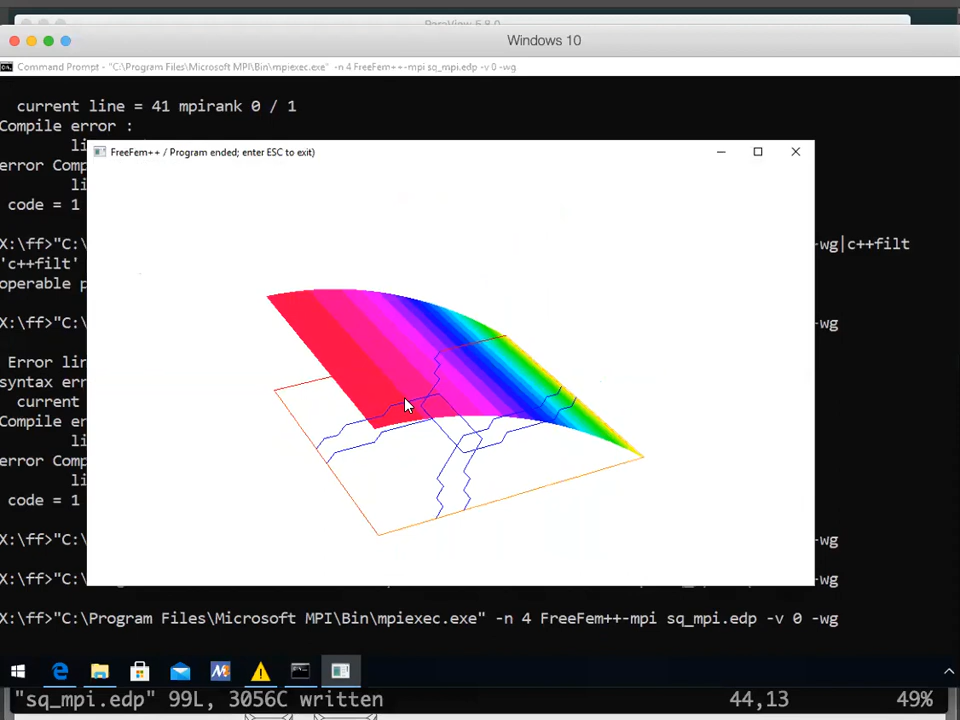 ParaView 5.8.0
Windows 10
Command Prompt - "C:\Program Files\Microsoft MPI\Bin\mpiexec.exe" -n 4 FreeFem++-mpi sq_mpi.edp -v 0 -wg
current line = 41 mpirank 0 / 1
Compile error :
li
FreeFem++ / Program ended; enter ESC to exit)
error Comp
li
code = 1
X:\ff>"C:\ -wg|c++filt
'c++filt'
operable p
X:\ff>"C:\ -wg
Error lin
syntax err
current
Compile er
li
error Comp
li
code = 1
X:\ff>"C:\ -wg
X:\ff>"C:\ -wg
X:\ff>"C:\Program Files\Microsoft MPI\Bin\mpiexec.exe" -n 4 FreeFem++-mpi sq_mpi.edp -v 0 -wg
"sq_mpi.edp" 99L, 3056C written 44,13 49%